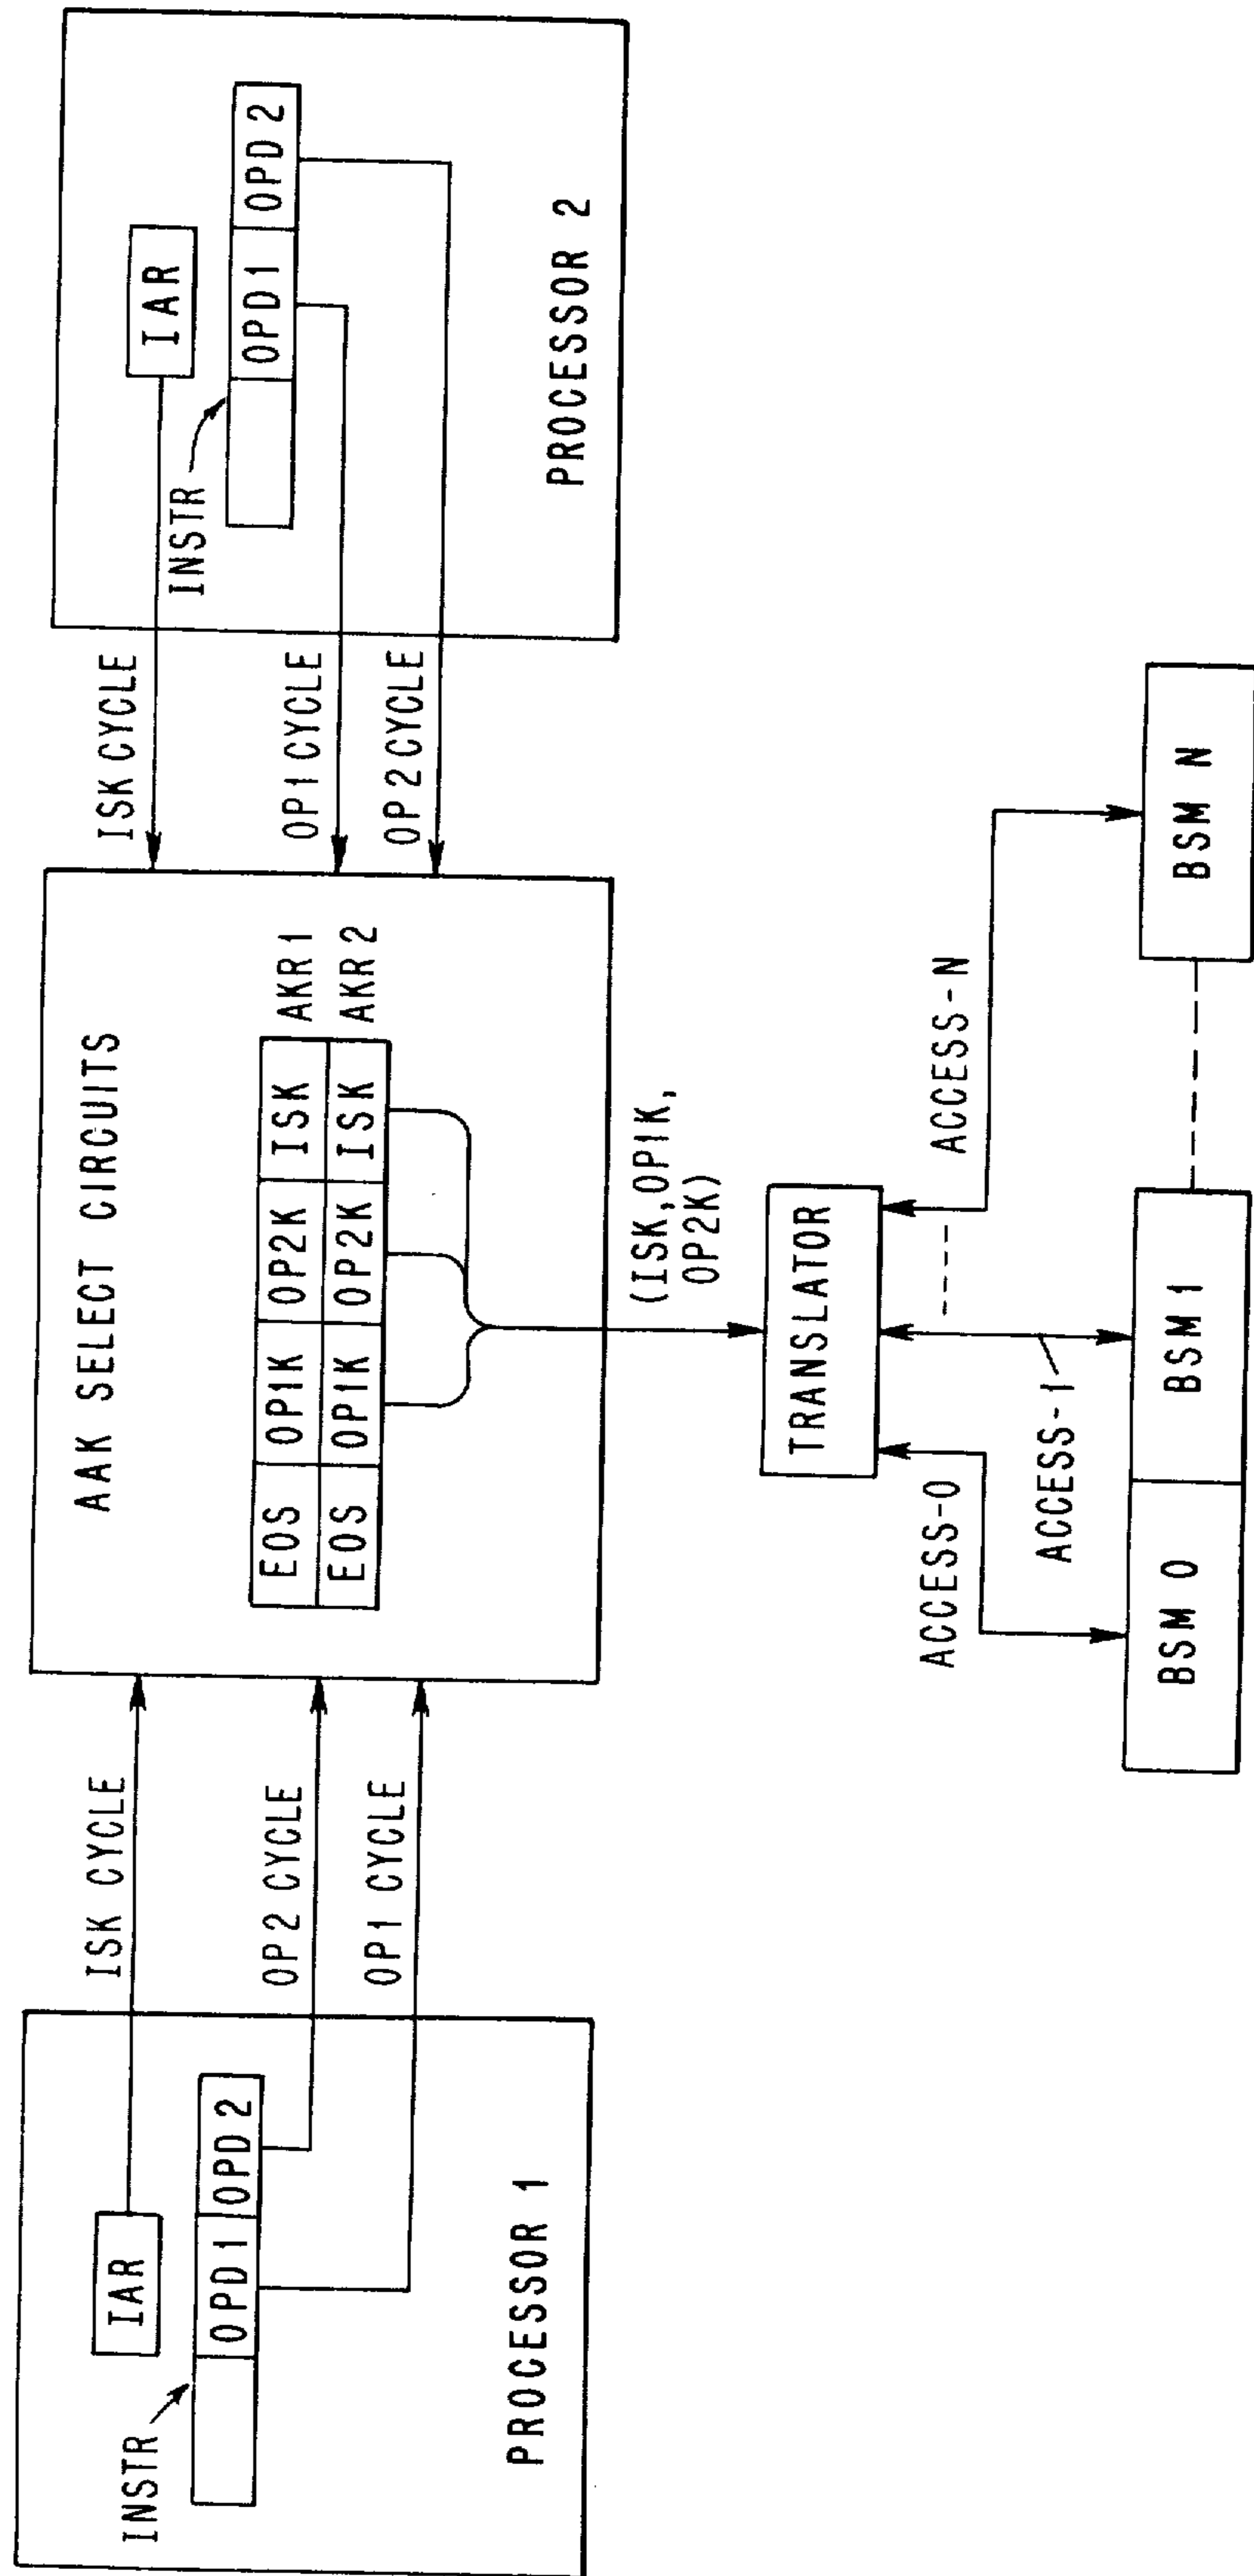 INSTR
IAR
OPD1 OPD2
PROCESSOR 1
ISK CYCLE
OP2 CYCLE
OP1 CYCLE
AAK SELECT CIRCUITS
EOS OP1K OP2K ISK AKR1
EOS OP1K OP2K ISK AKR2
ISK CYCLE
OP1 CYCLE
OP2 CYCLE
INSTR
IAR
OPD1 OPD2
PROCESSOR 2
(ISK,OP1K,
OP2K)
TRANSLATOR
ACCESS-0
ACCESS-1
ACCESS-N
BSM 0
BSM 1
BSM N